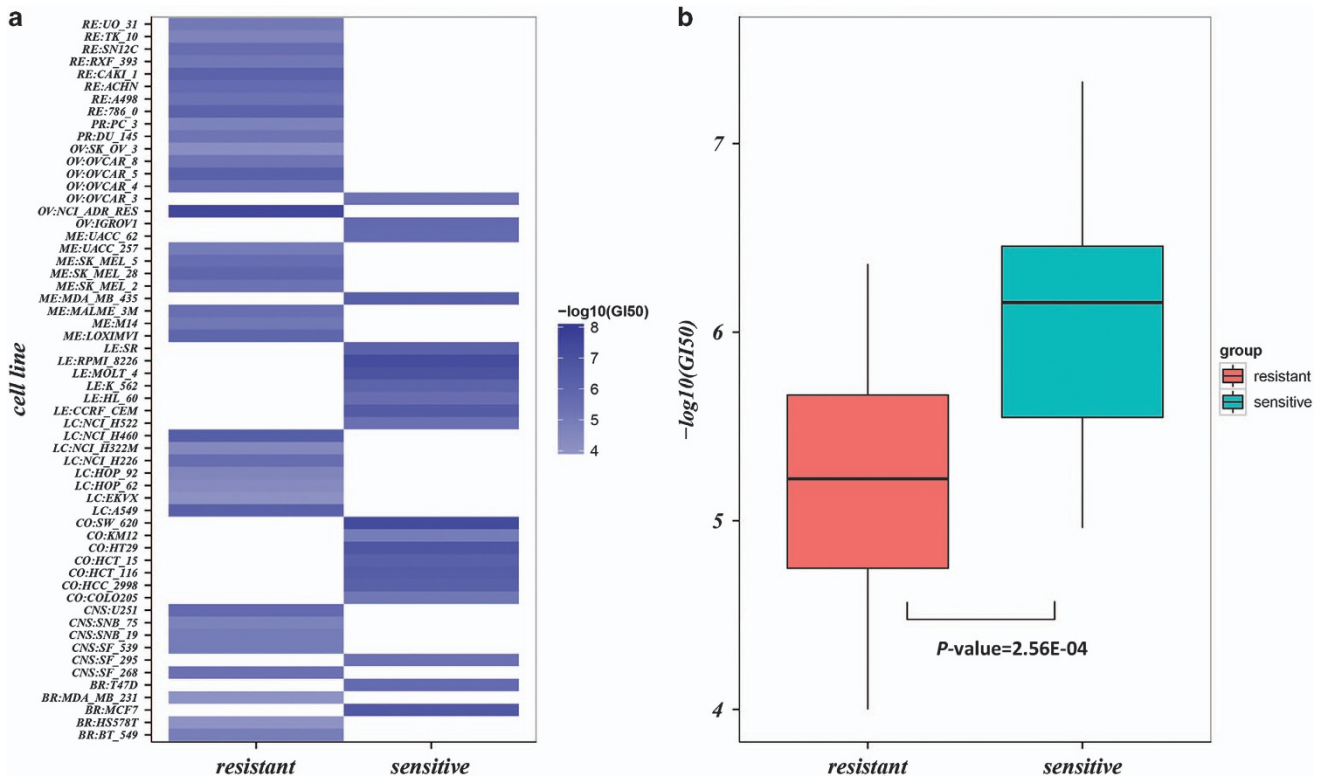 a
RE:UO_31
RE:TK_10
RE:SN12C
RE:RXF_393
RE:CAKI_1
RE:ACHN
RE:A498
RE:786_0
PR:PC_3
PR:DU_145
OV:SK_OV_3
OV:OVCAR_8
OV:OVCAR_5
OV:OVCAR_4
OV:OVCAR_3
OV:NCI_ADR_RES
OV:IGROV1
ME:UACC_62
ME:UACC_257
ME:SK_MEL_5
ME:SK_MEL_28
ME:SK_MEL_2
ME:MDA_MB_435
ME:MALME_3M
ME:M14
ME:LOXIMVI
LE:SR
LE:RPMI_8226
LE:MOLT_4
LE:K_562
LE:HL_60
LE:CCRF_CEM
LC:NCI_H522
LC:NCI_H460
LC:NCI_H322M
LC:NCI_H226
LC:HOP_92
LC:HOP_62
LC:EKVX
LC:A549
CO:SW_620
CO:KM12
CO:HT29
CO:HCT_15
CO:HCT_116
CO:HCC_2998
CO:COLO205
CNS:U251
CNS:SNB_75
CNS:SNB_19
CNS:SF_539
CNS:SF_295
CNS:SF_268
BR:T47D
BR:MDA_MB_231
BR:MCF7
BR:HS578T
BR:BT_549
cell line
resistant sensitive
−log10(GI50)
8
7
6
5
4
b
7
6
5
4
−log10(GI50)
P-value=2.56E-04
resistant sensitive
group
resistant
sensitive